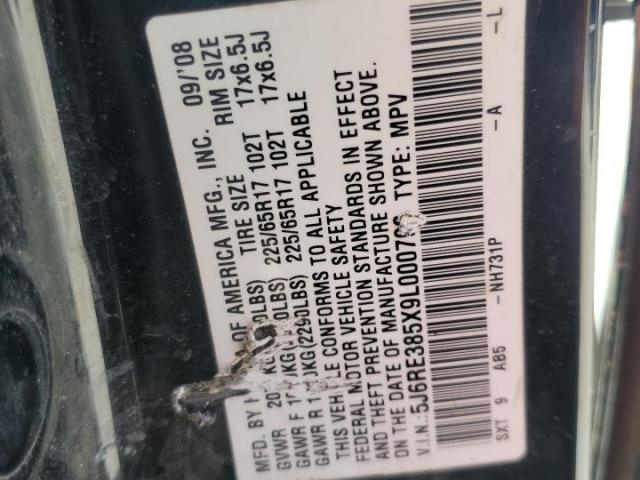 MFD. BY OF AMERICA MFG., INC. 09/'08
GVWR TIRE SIZE RIM SIZE
GAWR F 225/65R17 102T 17x6.5J
GAWR R (2290LBS) 225/65R17 102T 17x6.5J
THIS VEHICLE CONFORMS TO ALL APPLICABLE
FEDERAL MOTOR VEHICLE SAFETY
AND THEFT PREVENTION STANDARDS IN EFFECT
ON THE DATE OF MANUFACTURE SHOWN ABOVE.
V.I.N.: TYPE: MPV
SXT 9 AB5 -NH731P -A -L